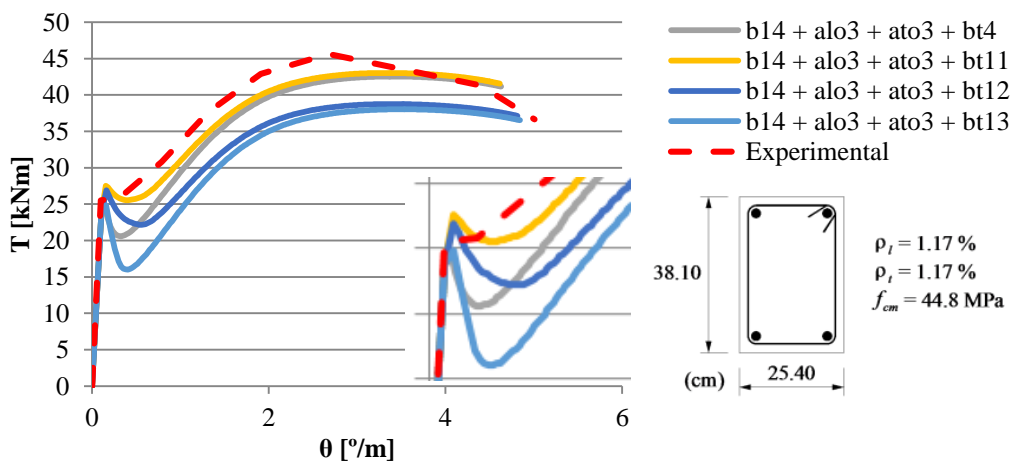 50
45
40
35
30
25
20
15
10
5
0
T [kNm]
0
2
4
6
θ [º/m]
b14 + alo3 + ato3 + bt4
b14 + alo3 + ato3 + bt11
b14 + alo3 + ato3 + bt12
b14 + alo3 + ato3 + bt13
Experimental
38.10
(cm)
25.40
ρl = 1.17 %
ρt = 1.17 %
fcm = 44.8 MPa